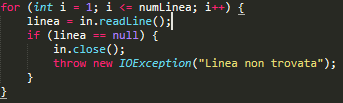 for (int i = 1; i <= numLinea; i++) {
linea = in.readLine();
if (linea == null) {
in.close();
throw new IOException("Linea non trovata");
}
}